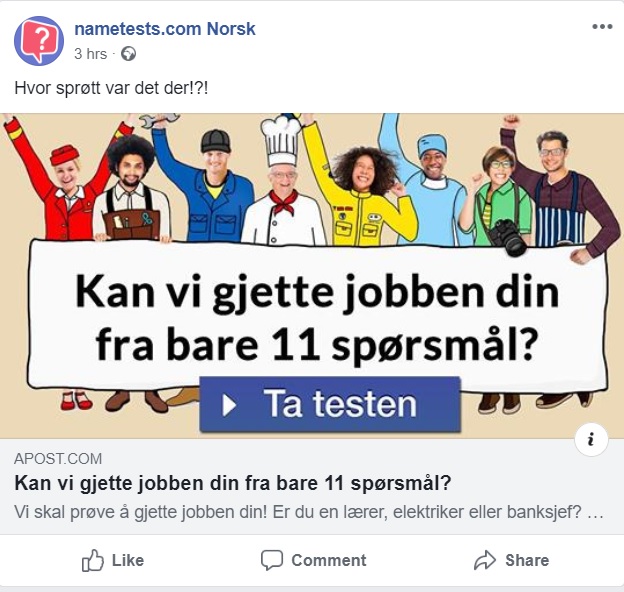 nametests.com Norsk
3 hrs ·
Hvor sprøtt var det der!?!
Kan vi gjette jobben din
fra bare 11 spørsmål?
Ta testen
APOST.COM
Kan vi gjette jobben din fra bare 11 spørsmål?
Vi skal prøve å gjette jobben din! Er du en lærer, elektriker eller banksjef? …
Like
Comment
Share